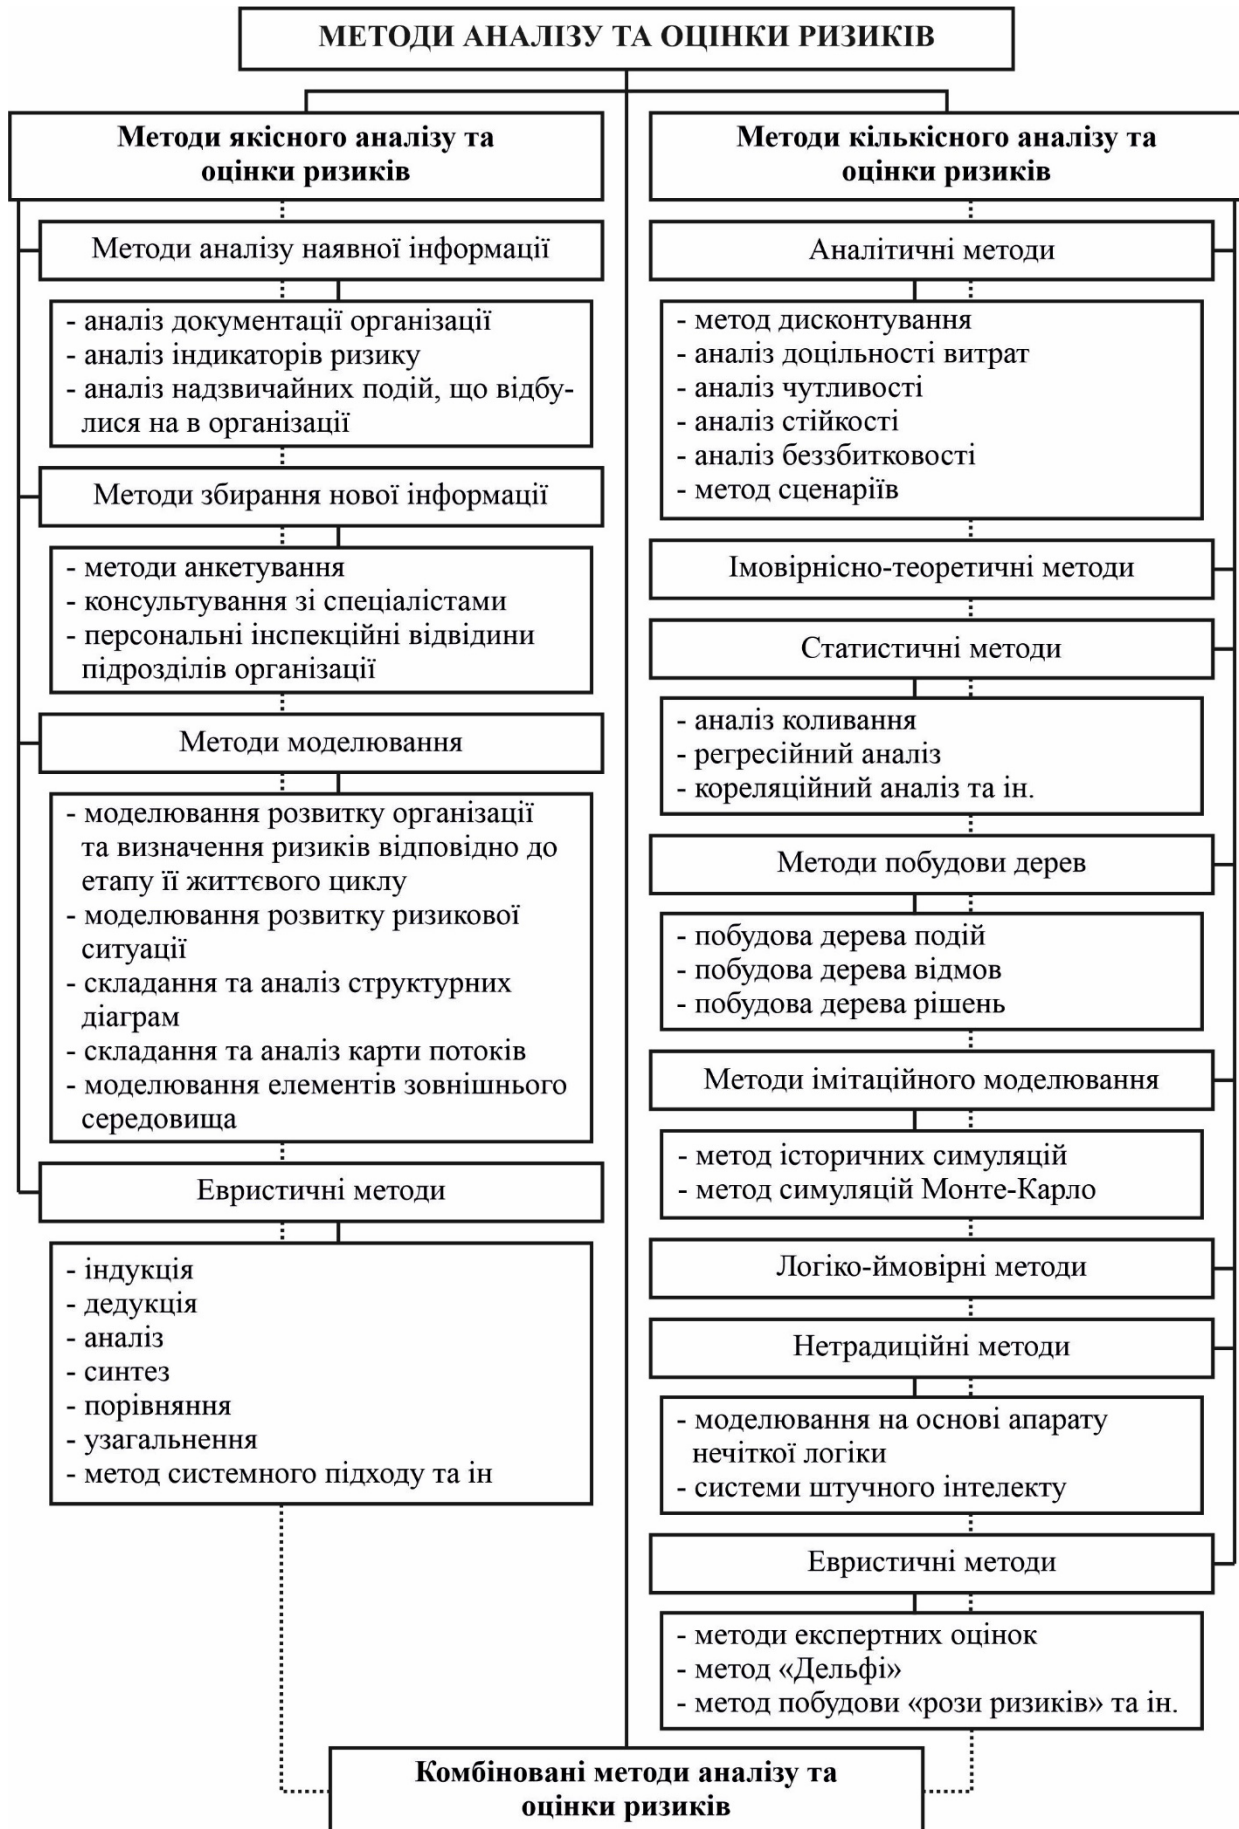 МЕТОДИ АНАЛІЗУ ТА ОЦІНКИ РИЗИКІВ
Методи якісного аналізу та
оцінки ризиків
Методи аналізу наявної інформації
- аналіз документації організації
- аналіз індикаторів ризику
- аналіз надзвичайних подій, що відбу-
лися на в організації
Методи збирання нової інформації
- методи анкетування
- консультування зі спеціалістами
- персональні інспекційні відвідини
підрозділів організації
Методи моделювання
- моделювання розвитку організації
та визначення ризиків відповідно до
етапу її життєвого циклу
- моделювання розвитку ризикової
ситуації
- складання та аналіз структурних
діаграм
- складання та аналіз карти потоків
- моделювання елементів зовнішнього
середовища
Евристичні методи
- індукція
- дедукція
- аналіз
- синтез
- порівняння
- узагальнення
- метод системного підходу та ін
Методи кількісного аналізу та
оцінки ризиків
Аналітичні методи
- метод дисконтування
- аналіз доцільності витрат
- аналіз чутливості
- аналіз стійкості
- аналіз беззбитковості
- метод сценаріїв
Імовірнісно-теоретичні методи
Статистичні методи
- аналіз коливання
- регресійний аналіз
- кореляційний аналіз та ін.
Методи побудови дерев
- побудова дерева подій
- побудова дерева відмов
- побудова дерева рішень
Методи імітаційного моделювання
- метод історичних симуляцій
- метод симуляцій Монте-Карло
Логіко-ймовірні методи
Нетрадиційні методи
- моделювання на основі апарату
нечіткої логіки
- системи штучного інтелекту
Евристичні методи
- методи експертних оцінок
- метод «Дельфі»
- метод побудови «рози ризиків» та ін.
Комбіновані методи аналізу та
оцінки ризиків